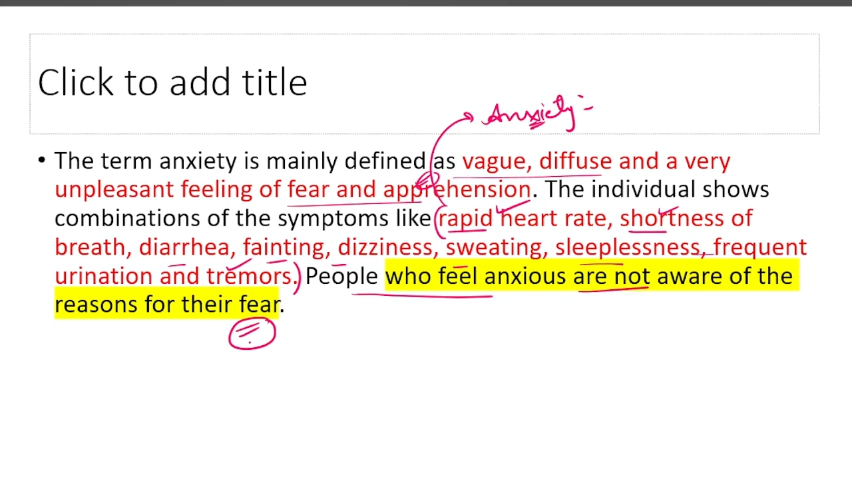 Click to add title
Anxiety:-
• The term anxiety is mainly defined as vague, diffuse and a very
unpleasant feeling of fear and apprehension. The individual shows
combinations of the symptoms like rapid heart rate, shortness of
breath, diarrhea, fainting, dizziness, sweating, sleeplessness, frequent
urination and tremors. People who feel anxious are not aware of the
reasons for their fear.